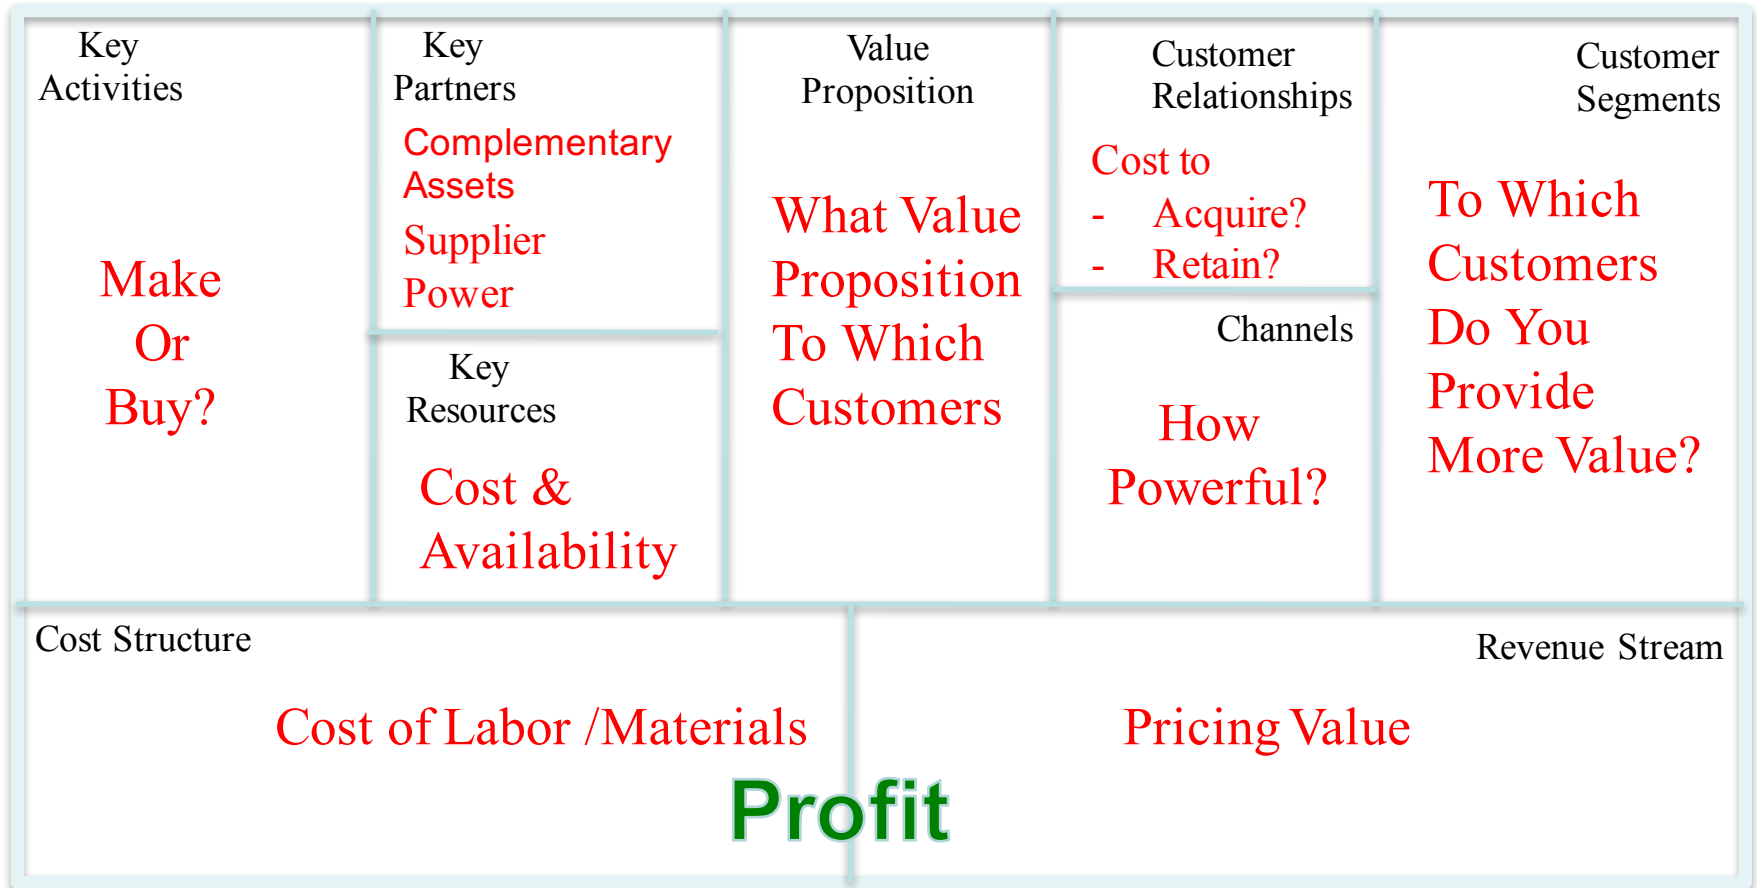 Key
Activities
Make
Or
Buy?
Key
Partners
Complementary
Assets
Supplier
Power
Key
Resources
Cost &
Availability
Value
Proposition
What Value
Proposition
To Which
Customers
Customer
Relationships
Cost to
- Acquire?
- Retain?
Channels
How
Powerful?
Customer
Segments
To Which
Customers
Do You
Provide
More Value?
Cost Structure
Cost of Labor /Materials
Revenue Stream
Pricing Value
Profit